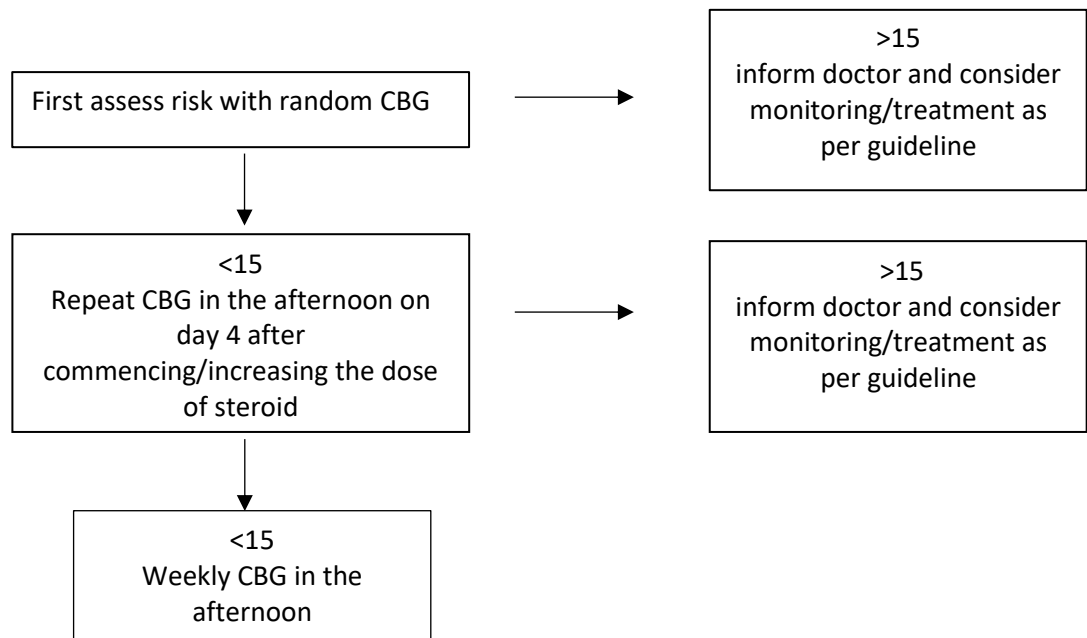 First assess risk with random CBG
>15
inform doctor and consider
monitoring/treatment as
per guideline
<15
Repeat CBG in the afternoon on
day 4 after
commencing/increasing the dose
of steroid
>15
inform doctor and consider
monitoring/treatment as
per guideline
<15
Weekly CBG in the
afternoon